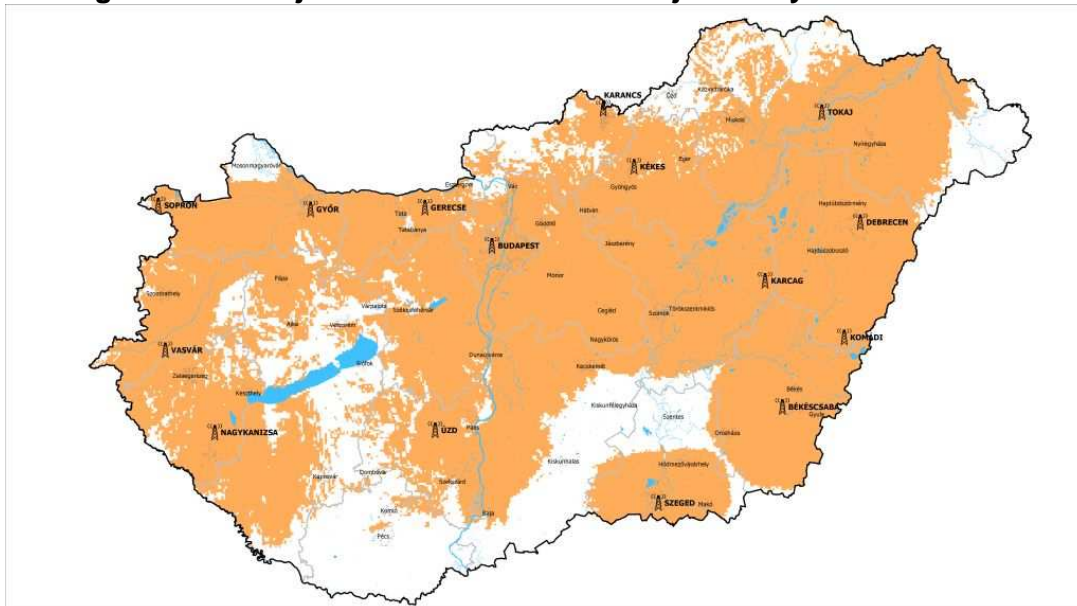 KARANCS
Ózd
Kazincbarcika
TOKAJ
Miskolc
Mosonmagyaróvár
Nyíregyháza
KÉKES
Eger
Esztergom
Vác
Gyöngyös
SOPRON
GYŐR
GERECSE
Tata
Hatvan
Hajdúböszörmény
Gödöllő
DEBRECEN
Tatabánya
BUDAPEST
Jászberény
Hajdúszoboszló
Pápa
Monor
KARCAG
Szombathely
Várpalota
Székesfehérvár
Cegléd
Szolnok
Törökszentmiklós
Ajka
Veszprém
KOMÁDI
Nagykőrös
VASVÁR
Dunaújváros
Siófok
Kecskemét
Zalaegerszeg
Békés
Keszthely
Kiskunfélegyháza
BÉKÉSCSABA
Gyula
Szentes
NAGYKANIZSA
ÚZD
Paks
Orosháza
Kiskunhalas
Hódmezővásárhely
Kaposvár
Dombóvár
Szekszárd
SZEGED
Makó
Komló
Baja
Pécs